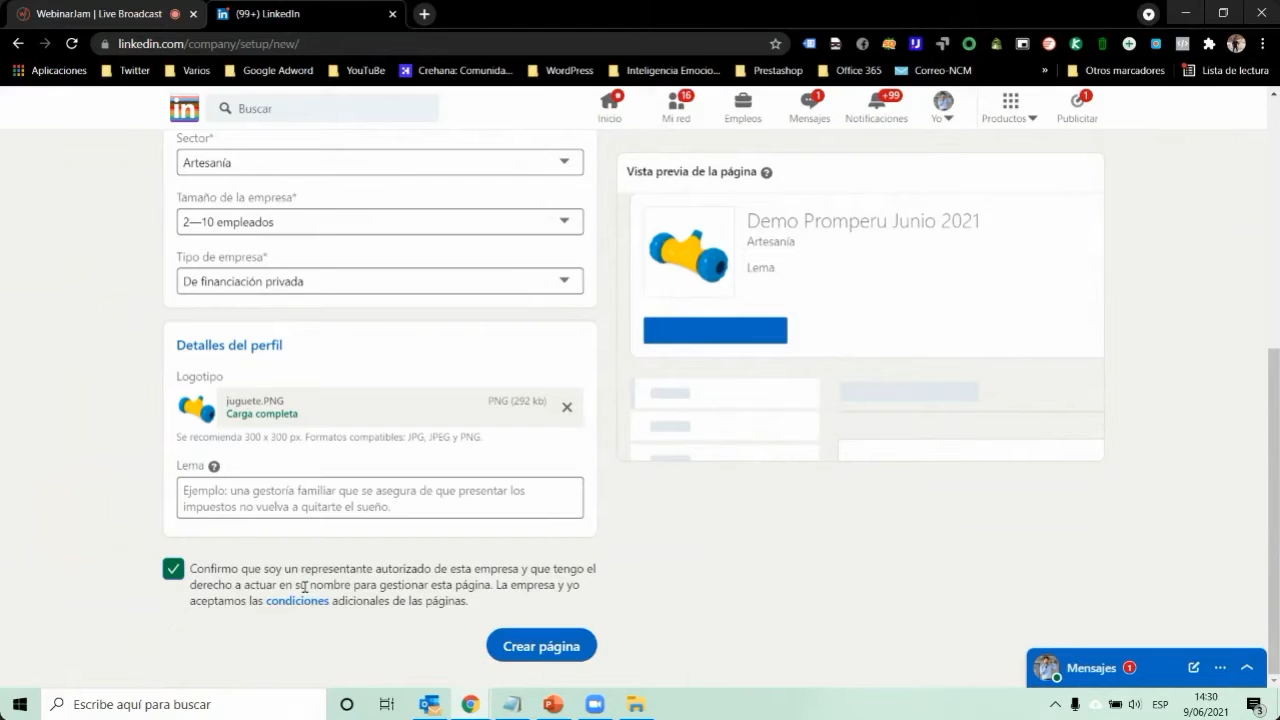 WebinarJam | Live Broadcast
(99+) LinkedIn
linkedin.com/company/setup/new/
Aplicaciones
Twitter
Varios
Google Adword
YouTube
Crehana: Comunida...
WordPress
Inteligencia Emocio...
Prestashop
Office 365
Correo-NCM
»
Otros marcadores
Lista de lectura
in
Buscar
Inicio
16
Mi red
Empleos
1
Mensajes
+99
Notificaciones
Yo
Productos
1
Publicitar
Sector*
Artesanía
Tamaño de la empresa*
2—10 empleados
Tipo de empresa*
De financiación privada
Detalles del perfil
Logotipo
juguete.PNG
PNG (292 kb)
Carga completa
Se recomienda 300 x 300 px. Formatos compatibles: JPG, JPEG y PNG.
Lema
Ejemplo: una gestoría familiar que se asegura de que presentar los
impuestos no vuelva a quitarte el sueño.
Confirmo que soy un representante autorizado de esta empresa y que tengo el
derecho a actuar en su nombre para gestionar esta página. La empresa y yo
aceptamos las condiciones adicionales de las páginas.
Crear página
Vista previa de la página
Demo Promperu Junio 2021
Artesanía
Lema
Mensajes 1
Escribe aquí para buscar
ESP
14:30
9/06/2021
3